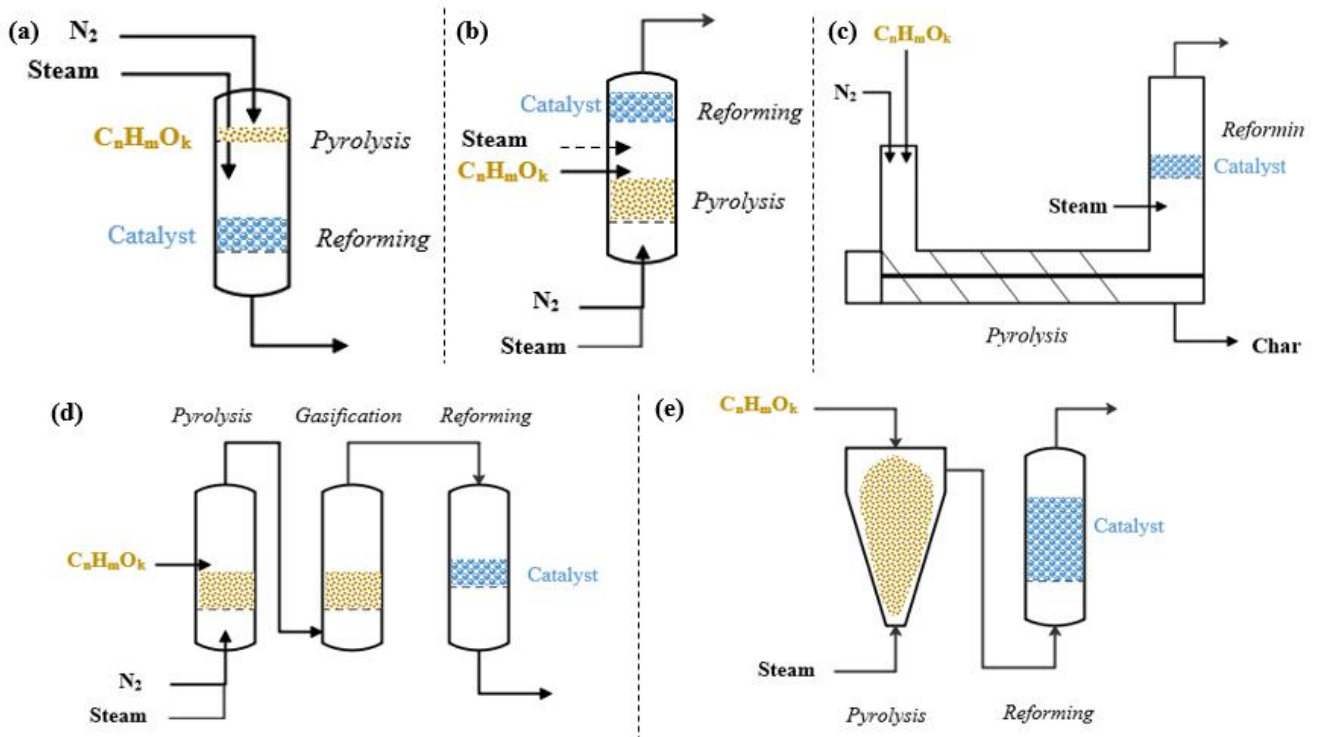 (a)
N₂
Steam
CₙHₘOₖ
Pyrolysis
Catalyst
Reforming
(b)
Catalyst
Reforming
Steam
CₙHₘOₖ
Pyrolysis
N₂
Steam
(c)
CₙHₘOₖ
N₂
Reformin
Catalyst
Steam
Pyrolysis
Char
(d)
Pyrolysis
Gasification
Reforming
CₙHₘOₖ
Catalyst
N₂
Steam
(e)
CₙHₘOₖ
Catalyst
Steam
Pyrolysis
Reforming